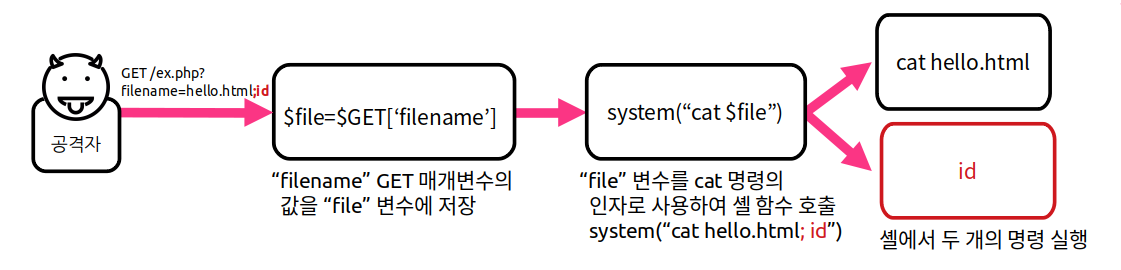 GET /ex.php?
filename=hello.html;id
공격자
$file=$GET[‘filename’]
“filename” GET 매개변수의
값을 “file” 변수에 저장
system(“cat $file”)
“file” 변수를 cat 명령의
인자로 사용하여 셸 함수 호출
system(“cat hello.html; id”)
cat hello.html
id
셸에서 두 개의 명령 실행